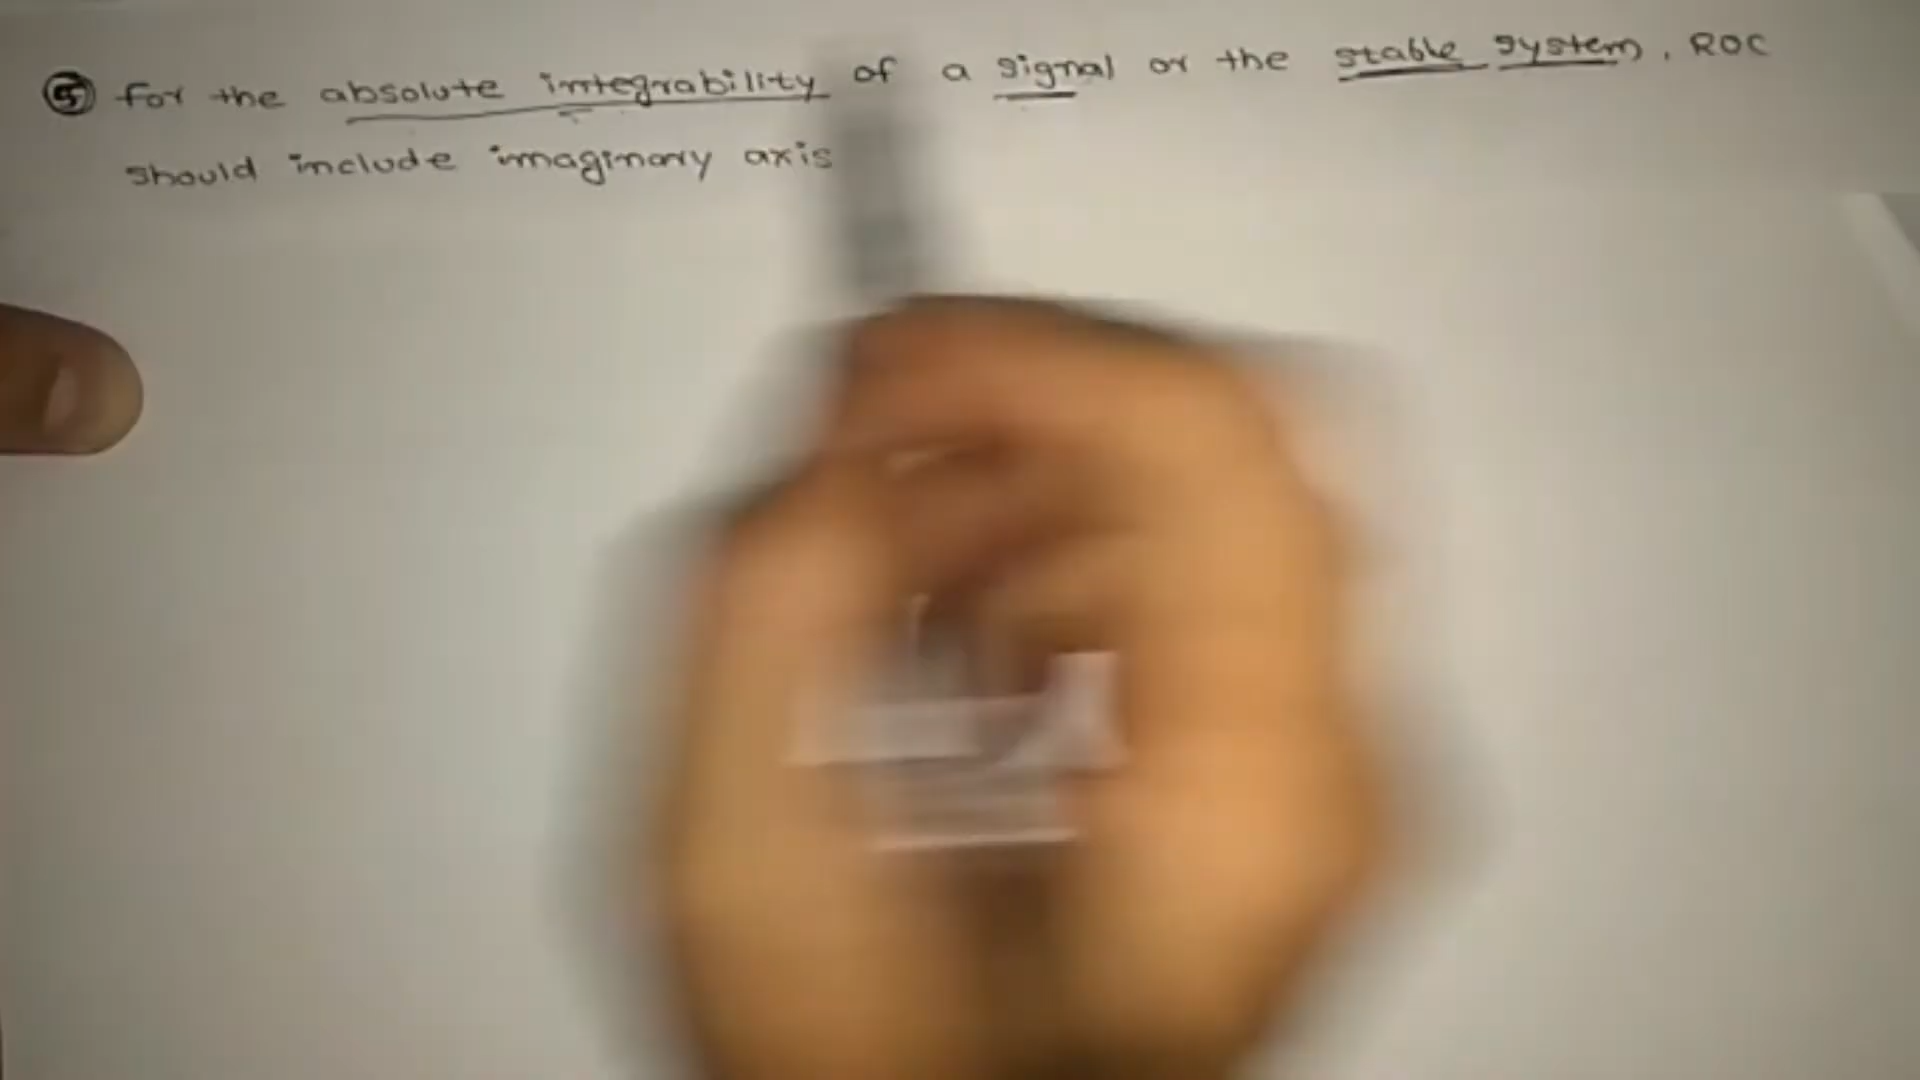 ⑤ for the absolute integrability of a signal or the stable system, ROC
should include imaginary axis